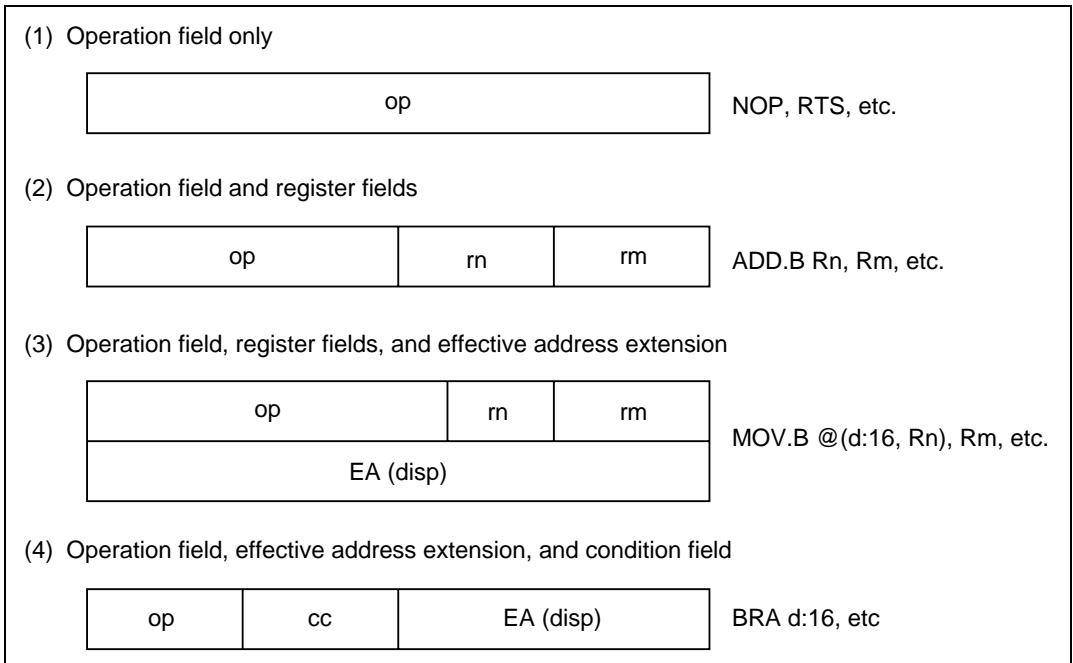 (1) Operation field only
op
NOP, RTS, etc.
(2) Operation field and register fields
op rn rm
ADD.B Rn, Rm, etc.
(3) Operation field, register fields, and effective address extension
op rn rm
EA (disp)
MOV.B @(d:16, Rn), Rm, etc.
(4) Operation field, effective address extension, and condition field
op cc EA (disp)
BRA d:16, etc